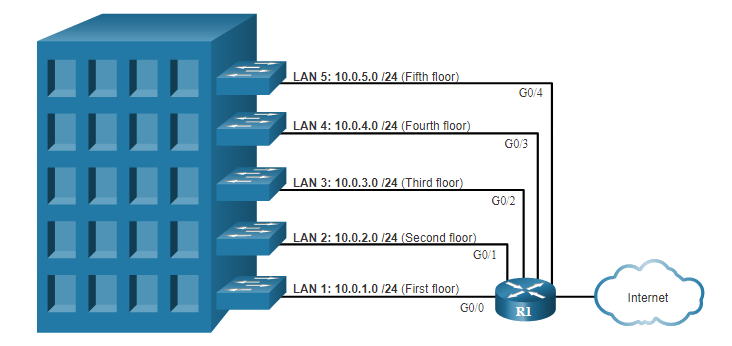 LAN 5: 10.0.5.0 /24 (Fifth floor)
G0/4
LAN 4: 10.0.4.0 /24 (Fourth floor)
G0/3
LAN 3: 10.0.3.0 /24 (Third floor)
G0/2
LAN 2: 10.0.2.0 /24 (Second floor)
G0/1
LAN 1: 10.0.1.0 /24 (First floor)
G0/0
R1
Internet